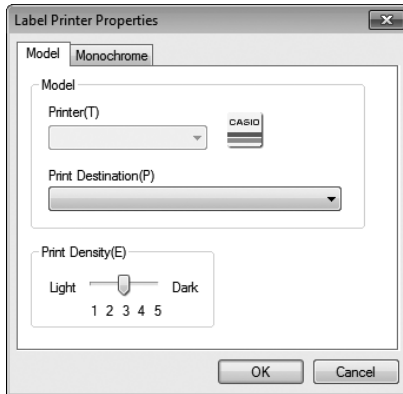 Label Printer Properties
Model Monochrome
Model
Printer(T)
CASIO
Print Destination(P)
Print Density(E)
Light Dark
1 2 3 4 5
OK Cancel